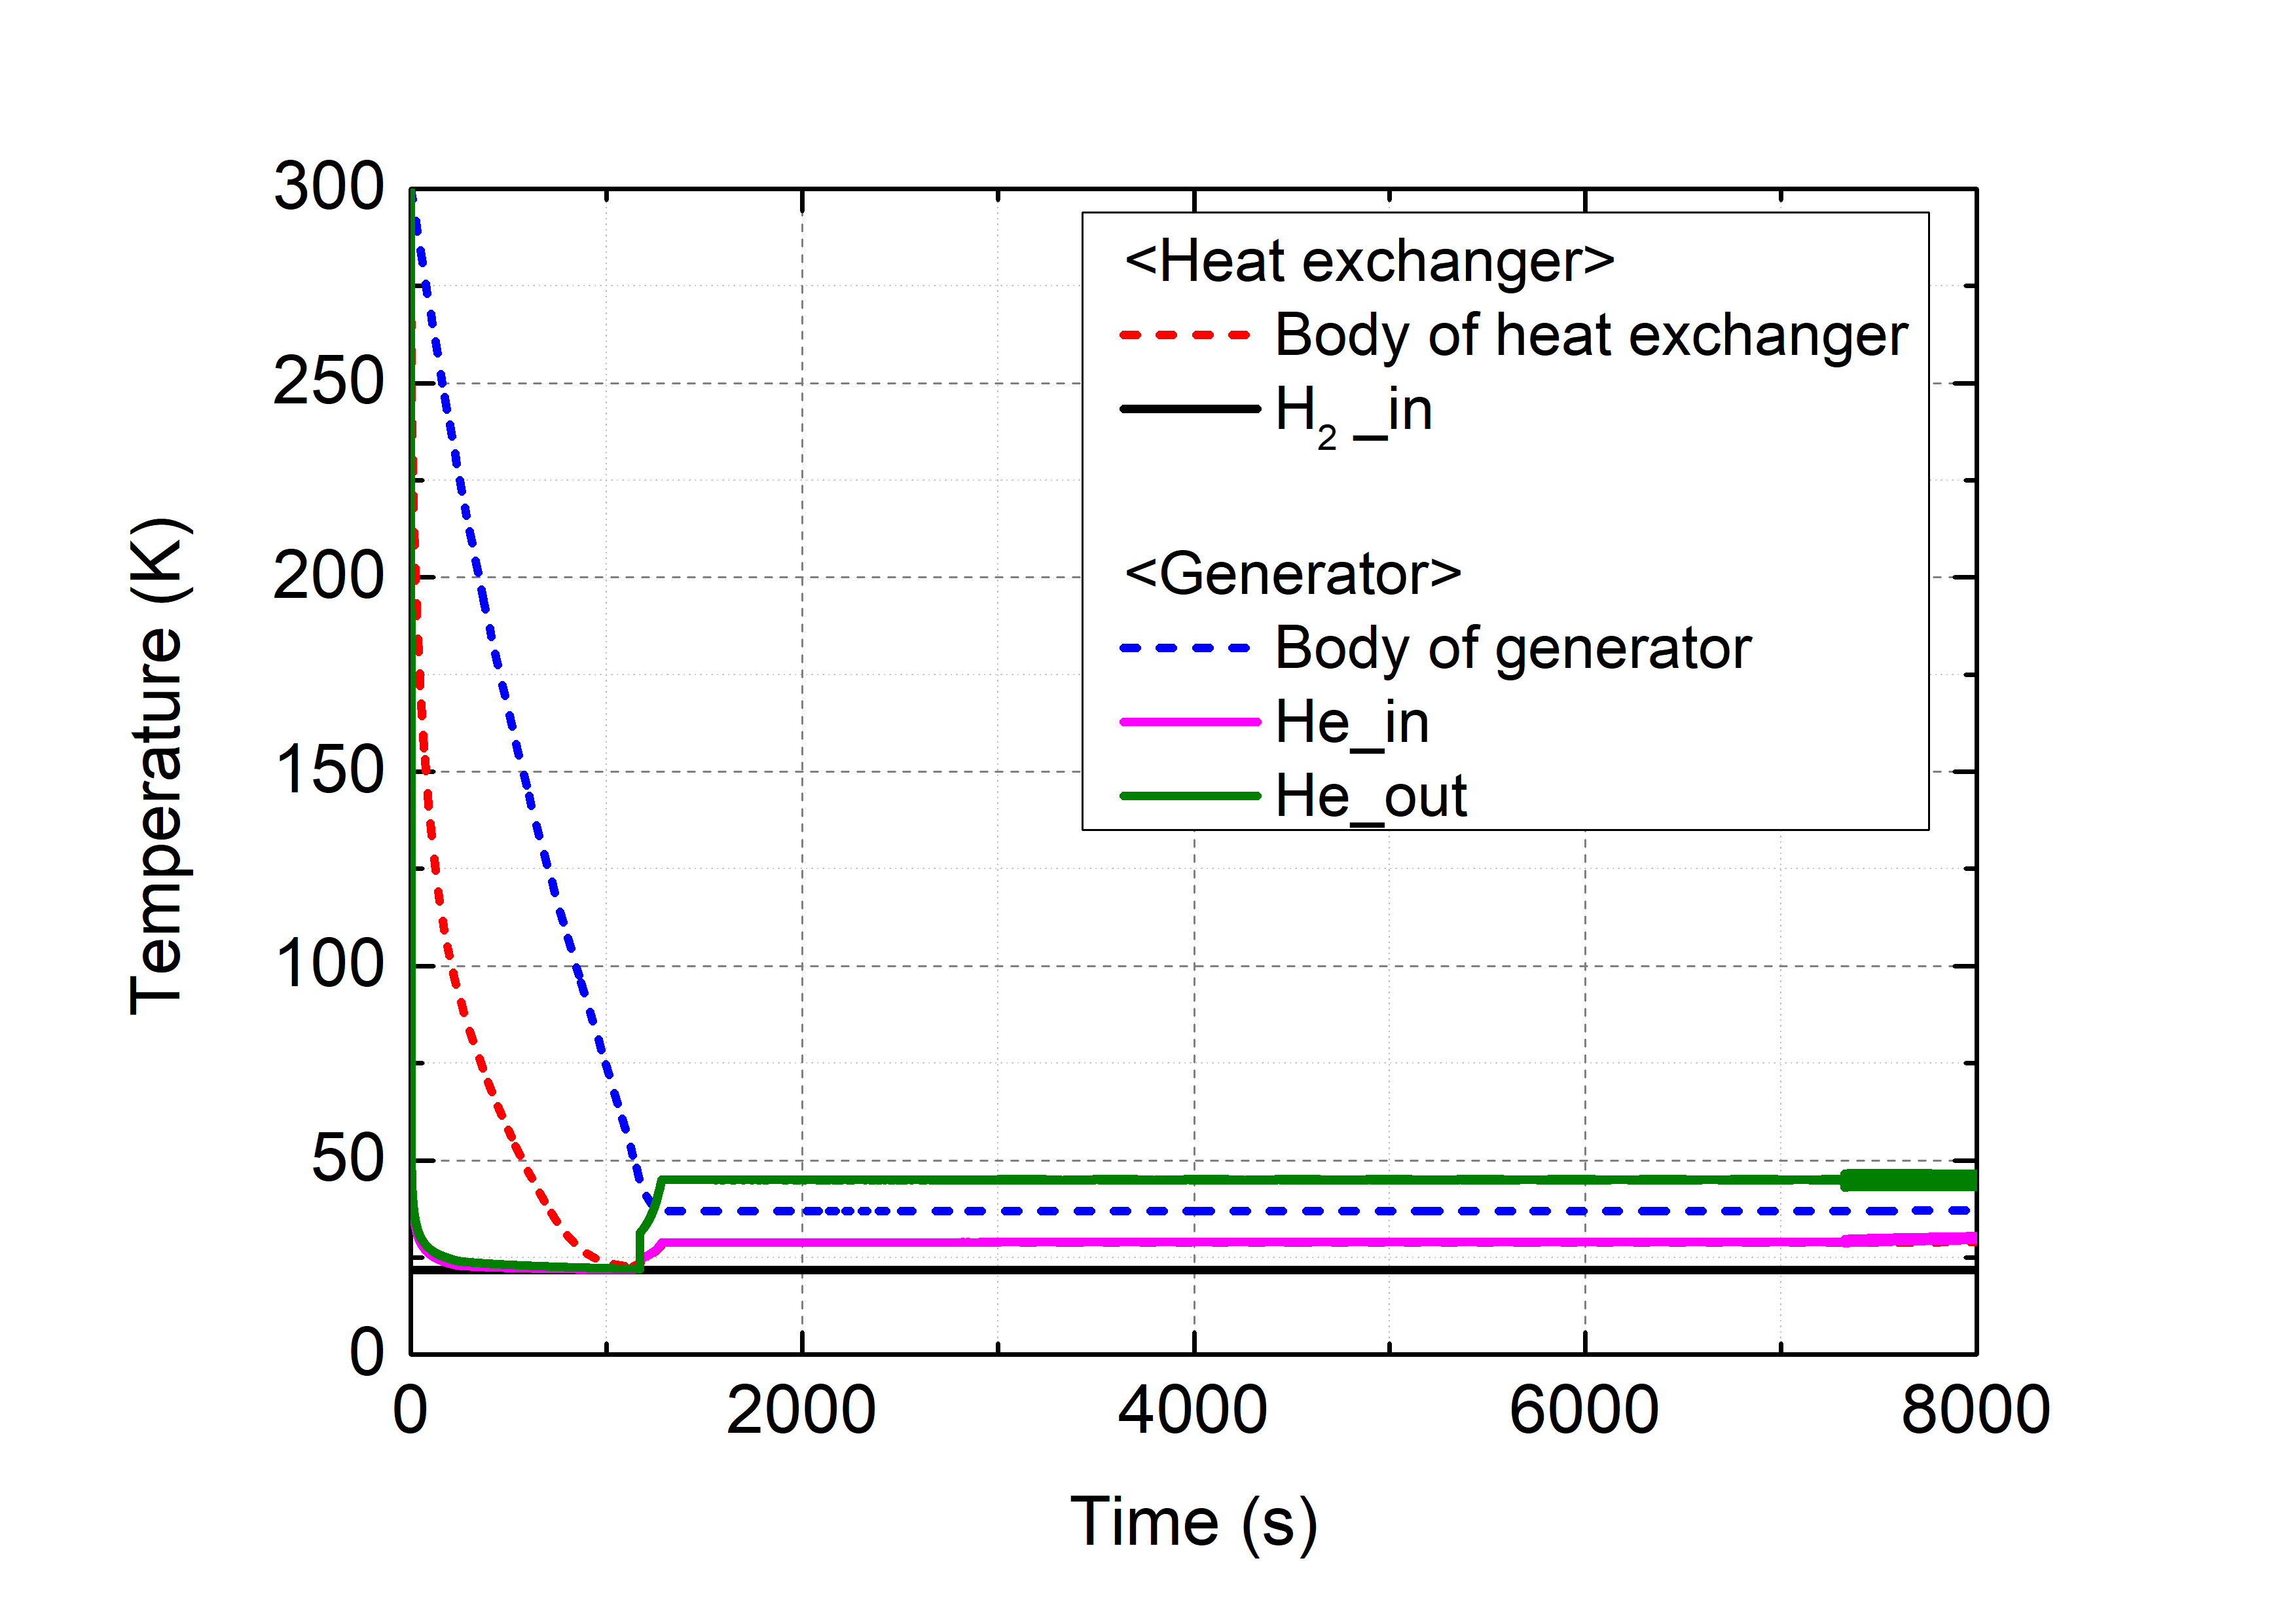 300
250
200
150
100
50
0
Temperature (K)
<Heat exchanger>
Body of heat exchanger
H2 _in
<Generator>
Body of generator
He_in
He_out
0 2000 4000 6000 8000
Time (s)